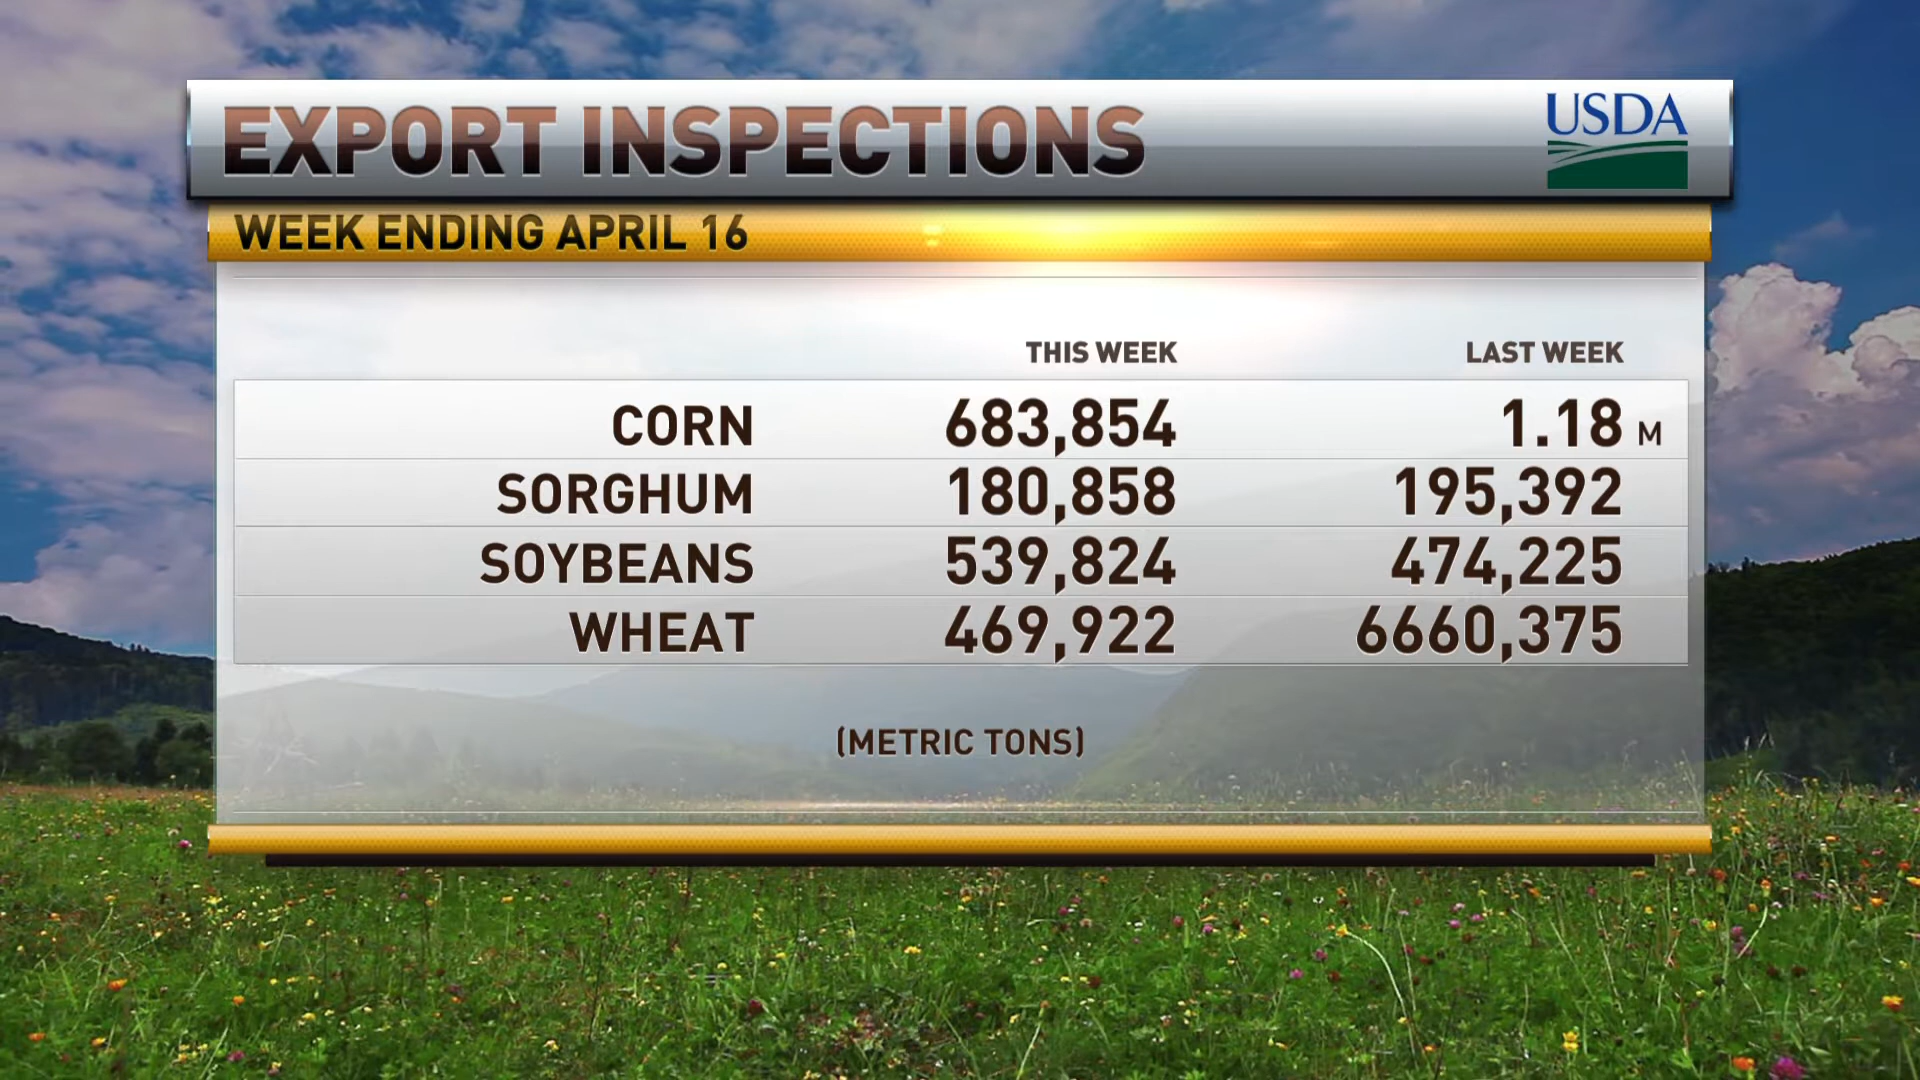 EXPORT INSPECTIONS
USDA
WEEK ENDING APRIL 16
THIS WEEK LAST WEEK
CORN 683,854 1.18 M
SORGHUM 180,858 195,392
SOYBEANS 539,824 474,225
WHEAT 469,922 6660,375
(METRIC TONS)